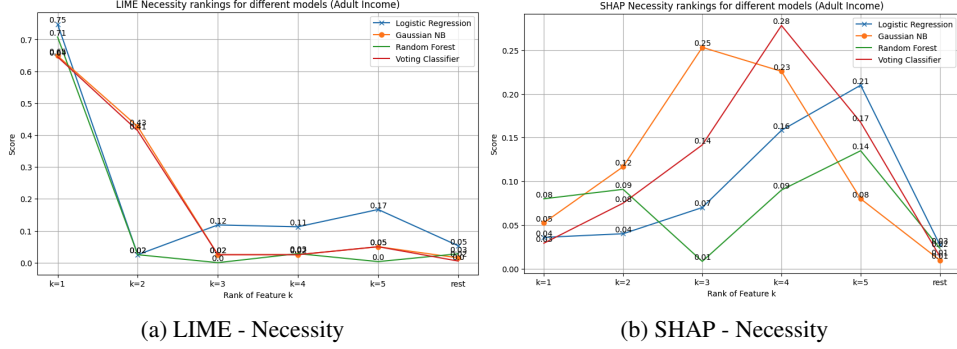 LIME Necessity rankings for different models (Adult Income)
Logistic Regression
Gaussian NB
Random Forest
Voting Classifier
Score
0.7
0.6
0.5
0.4
0.3
0.2
0.1
0.0
0.75
0.71
0.43
0.41
0.02
0.12
0.02
0.0
0.11
0.17
0.05
0.0
0.05
0.03
0.0
k=1 k=2 k=3 k=4 k=5 rest
Rank of Feature k
(a) LIME - Necessity
SHAP Necessity rankings for different models (Adult Income)
Logistic Regression
Gaussian NB
Random Forest
Voting Classifier
Score
0.25
0.20
0.15
0.10
0.05
0.00
0.08
0.05
0.04
0.03
0.12
0.09
0.08
0.04
0.25
0.14
0.07
0.01
0.28
0.23
0.16
0.09
0.21
0.17
0.14
0.08
0.03
0.01
0.01
k=1 k=2 k=3 k=4 k=5 rest
Rank of Feature k
(b) SHAP - Necessity